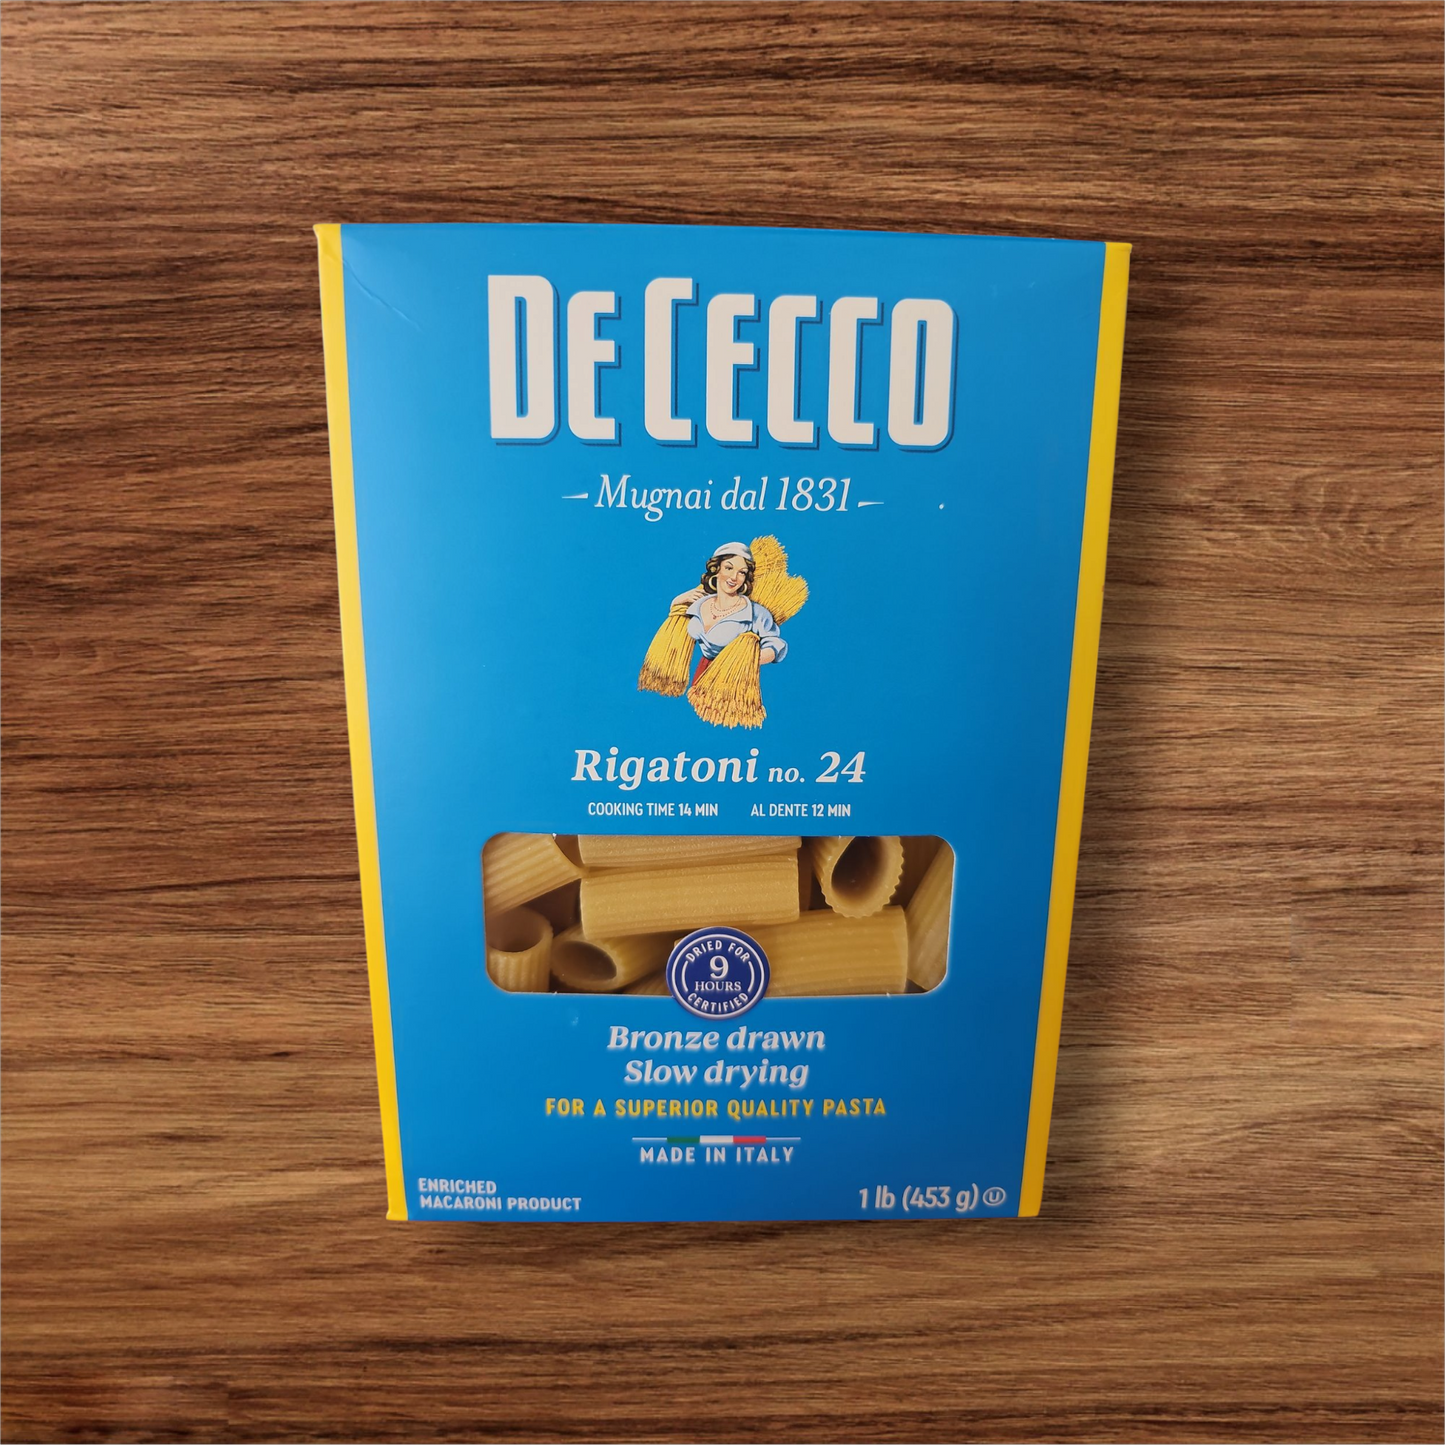 DE CECCO
Mugnai dal 1831
Rigatoni no. 24
COOKING TIME 14 MIN AL DENTE 12 MIN
DRIED FOR
9
HOURS
CERTIFIED
Bronze drawn
Slow drying
FOR A SUPERIOR QUALITY PASTA
MADE IN ITALY
ENRICHED
MACARONI PRODUCT
1 lb (453 g) U